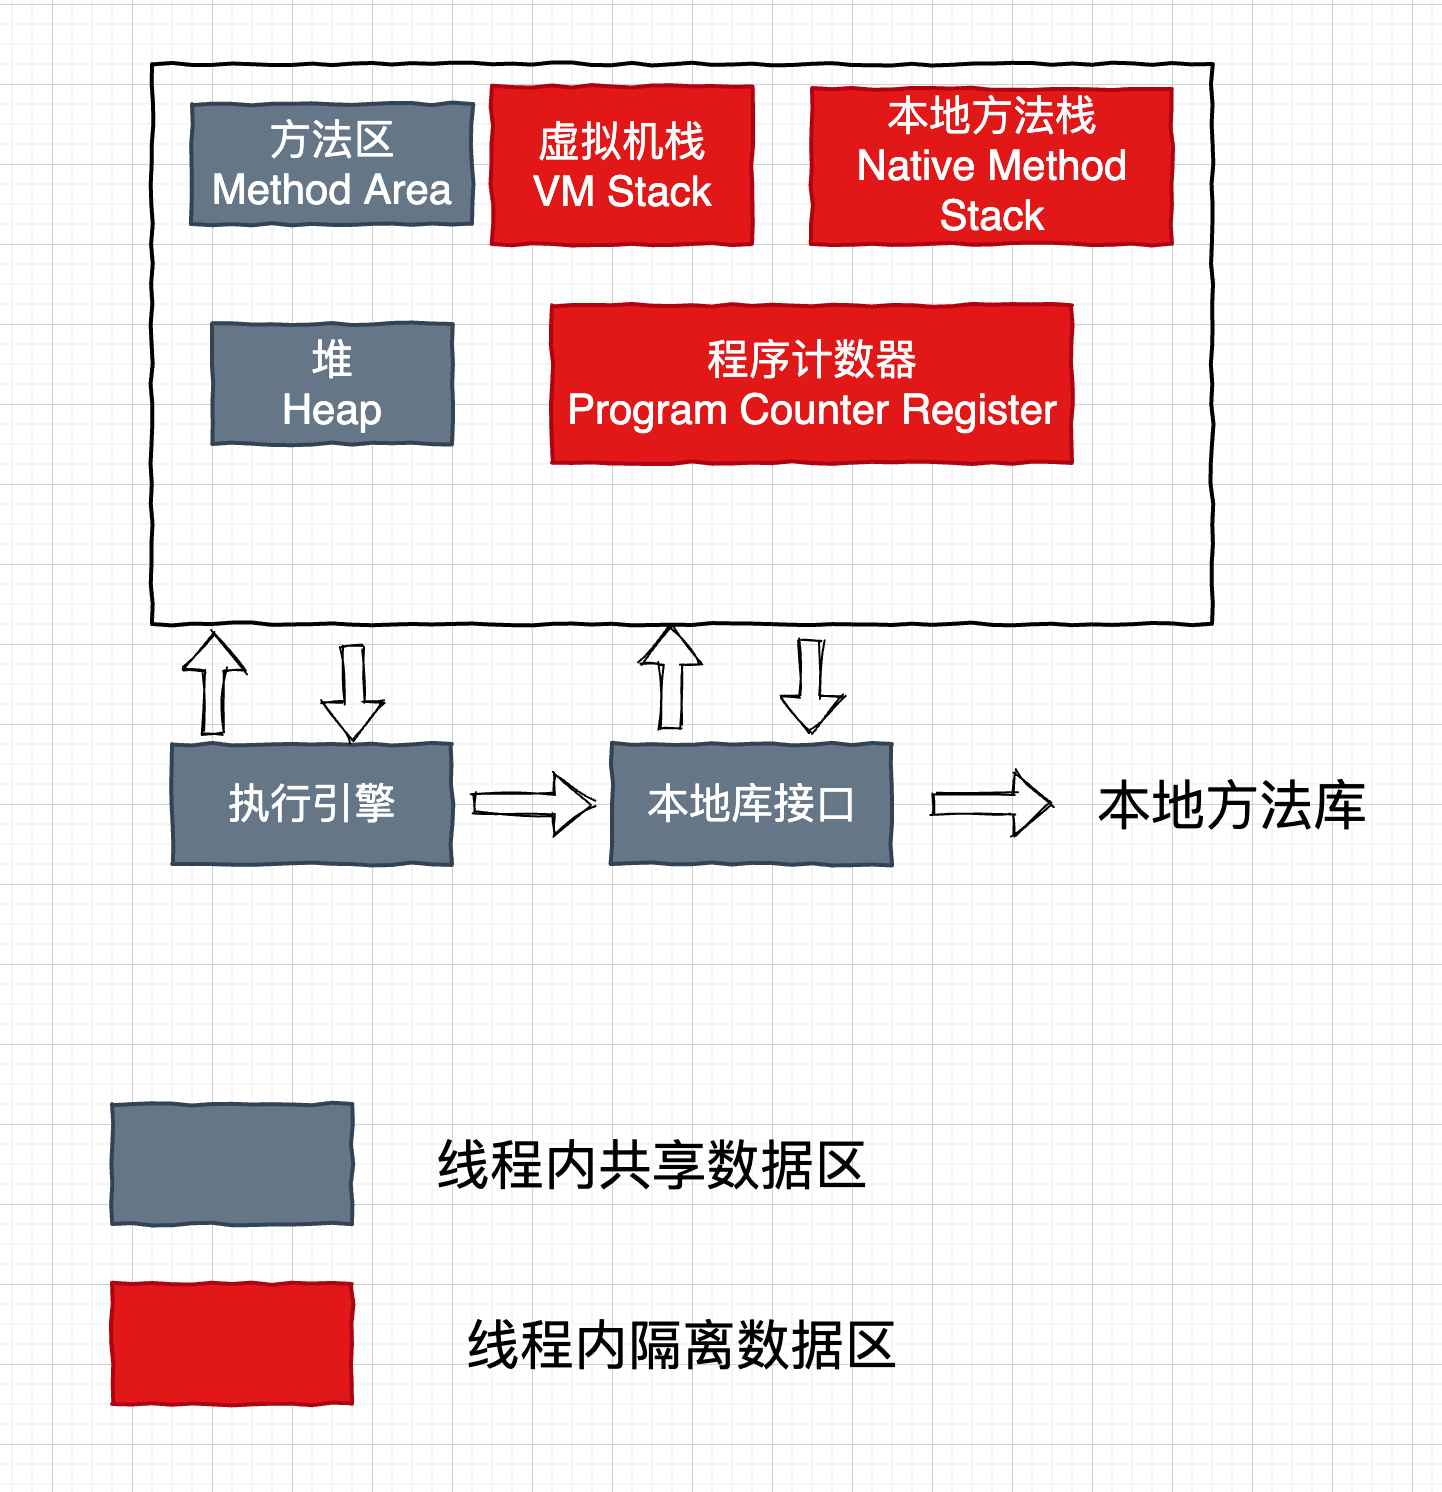 方法区
Method Area
虚拟机栈
VM Stack
本地方法栈
Native Method
Stack
堆
Heap
程序计数器
Program Counter Register
执行引擎
本地库接口
本地方法库
线程内共享数据区
线程内隔离数据区